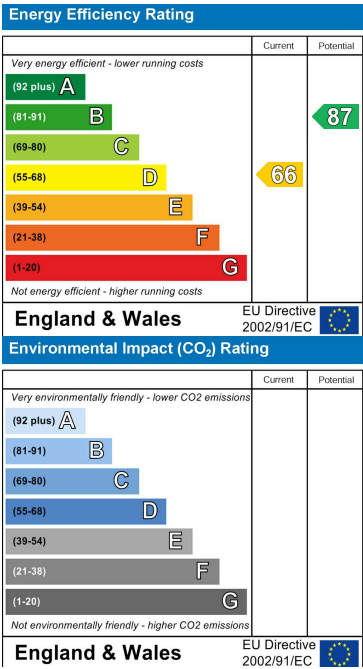 Energy Efficiency Rating
Current Potential
Very energy efficient - lower running costs
(92 plus) A
(81-91) B
87
(69-80) C
(55-68) D
66
(39-54) E
(21-38) F
(1-20) G
Not energy efficient - higher running costs
England & Wales
EU Directive
2002/91/EC
Environmental Impact (CO₂) Rating
Current Potential
Very environmentally friendly - lower CO2 emissions
(92 plus) A
(81-91) B
(69-80) C
(55-68) D
(39-54) E
(21-38) F
(1-20) G
Not environmentally friendly - higher CO2 emissions
England & Wales
EU Directive
2002/91/EC